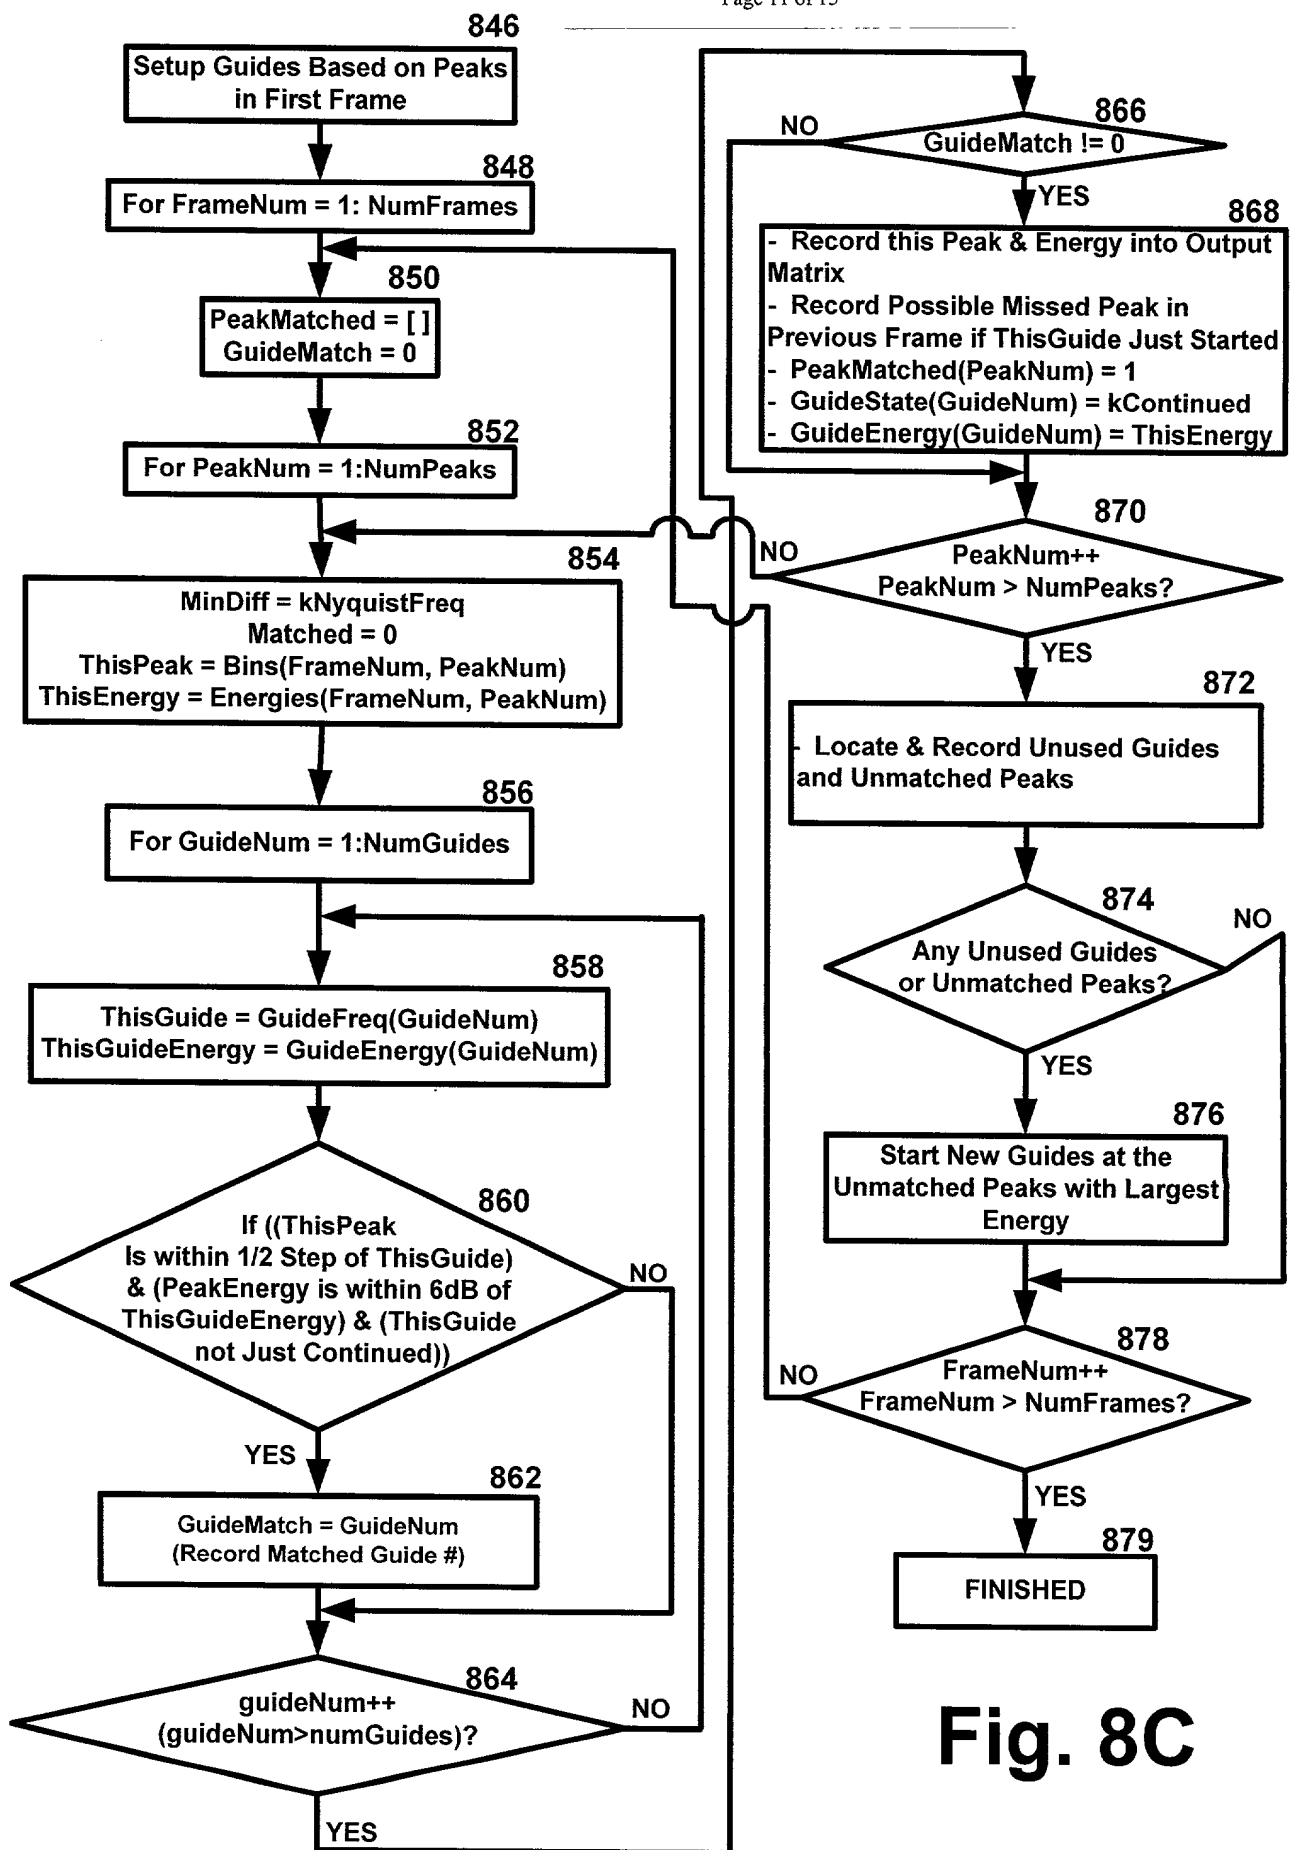 Page 11 of 13
846
Setup Guides Based on Peaks
in First Frame
848
For FrameNum = 1: NumFrames
850
PeakMatched = [ ]
GuideMatch = 0
852
For PeakNum = 1:NumPeaks
854
MinDiff = kNyquistFreq
Matched = 0
ThisPeak = Bins(FrameNum, PeakNum)
ThisEnergy = Energies(FrameNum, PeakNum)
856
For GuideNum = 1:NumGuides
858
ThisGuide = GuideFreq(GuideNum)
ThisGuideEnergy = GuideEnergy(GuideNum)
860
If ((ThisPeak
Is within 1/2 Step of ThisGuide)
& (PeakEnergy is within 6dB of
ThisGuideEnergy) & (ThisGuide
not Just Continued))
NO
YES
862
GuideMatch = GuideNum
(Record Matched Guide #)
864
guideNum++
(guideNum>numGuides)?
NO
YES
866
GuideMatch != 0
NO
YES
868
- Record this Peak & Energy into Output
Matrix
- Record Possible Missed Peak in
Previous Frame if ThisGuide Just Started
- PeakMatched(PeakNum) = 1
- GuideState(GuideNum) = kContinued
- GuideEnergy(GuideNum) = ThisEnergy
870
PeakNum++
PeakNum > NumPeaks?
NO
YES
872
- Locate & Record Unused Guides
and Unmatched Peaks
874
Any Unused Guides
or Unmatched Peaks?
NO
YES
876
Start New Guides at the
Unmatched Peaks with Largest
Energy
878
FrameNum++
FrameNum > NumFrames?
NO
YES
879
FINISHED
Fig. 8C